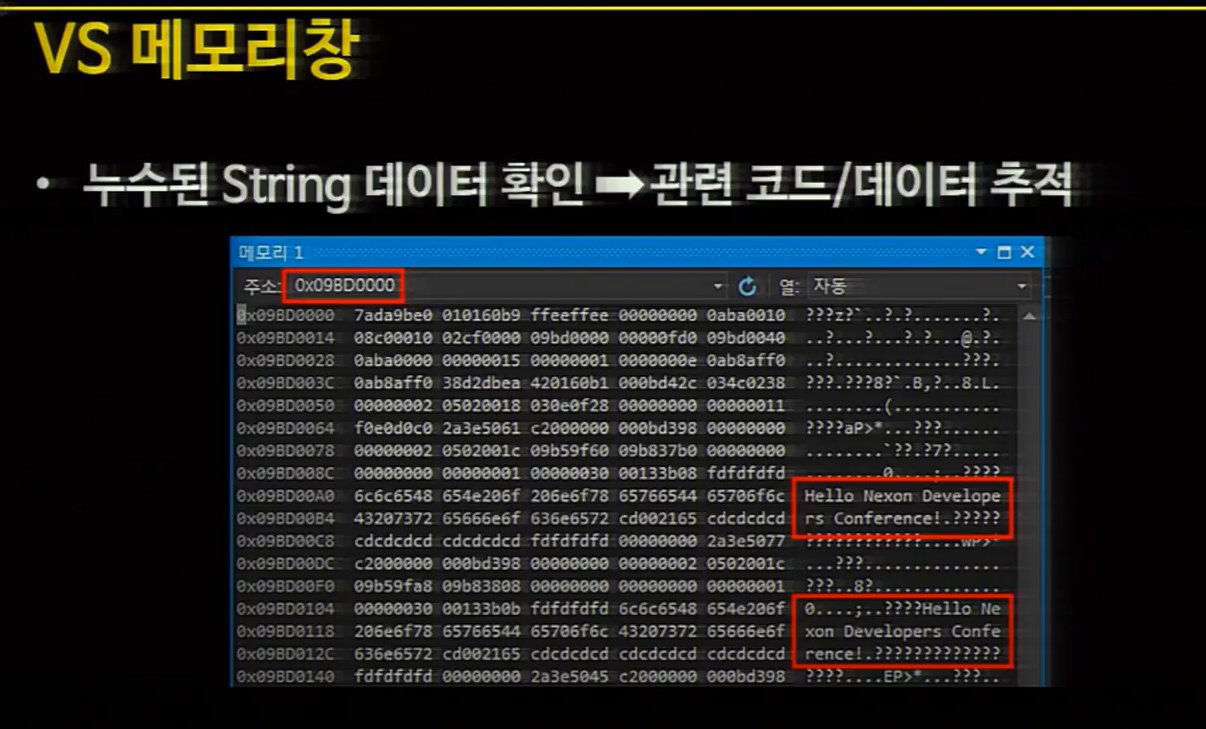 VS 메모리창
• 누수된 String 데이터 확인 ➡관련 코드/데이터 추적
메모리 1
주소: 0x09BD0000 열: 자동
0x09BD0000 7ada9be0 010160b9 ffeeffee 00000000 0aba0010 ???z?`..?.?.......?.
0x09BD0014 08c00010 02cf0000 09bd0000 00000fd0 09bd0040 ..?...?...?.?...@.?.
0x09BD0028 0aba0000 00000015 00000001 0000000e 0ab8aff0 ..?.............???.
0x09BD003C 0ab8aff0 38d2dbea 420160b1 000bd42c 034c0238 ???.???8?`.B,?..8.L.
0x09BD0050 00000002 05020018 030e0f28 00000000 00000011 ........(...........
0x09BD0064 f0e0d0c0 2a3e5061 c2000000 000bd398 00000000 ????aP>*...???......
0x09BD0078 00000002 0502001c 09b59f60 09b837b0 00000000 ........`??.?7?.....
0x09BD008C 00000000 00000001 00000030 00133b08 fdfdfdfd ........0....;..????
0x09BD00A0 6c6c6548 654e206f 206e6f78 65766544 65706f6c Hello Nexon Develope
0x09BD00B4 43207372 65666e6f 636e6572 cd002165 cdcdcdcd rs Conference!.?????
0x09BD00C8 cdcdcdcd cdcdcdcd fdfdfdfd 00000000 2a3e5077 ????????????....wP>*
0x09BD00DC c2000000 000bd398 00000000 00000002 0502001c ...???..............
0x09BD00F0 09b59fa8 09b83808 00000000 00000000 00000001 ???..8?.............
0x09BD0104 00000030 00133b0b fdfdfdfd 6c6c6548 654e206f 0....;..????Hello Ne
0x09BD0118 206e6f78 65766544 65706f6c 43207372 65666e6f xon Developers Confe
0x09BD012C 636e6572 cd002165 cdcdcdcd cdcdcdcd cdcdcdcd rence!.?????????????
0x09BD0140 fdfdfdfd 00000000 2a3e5045 c2000000 000bd398 ????....EP>*...???..